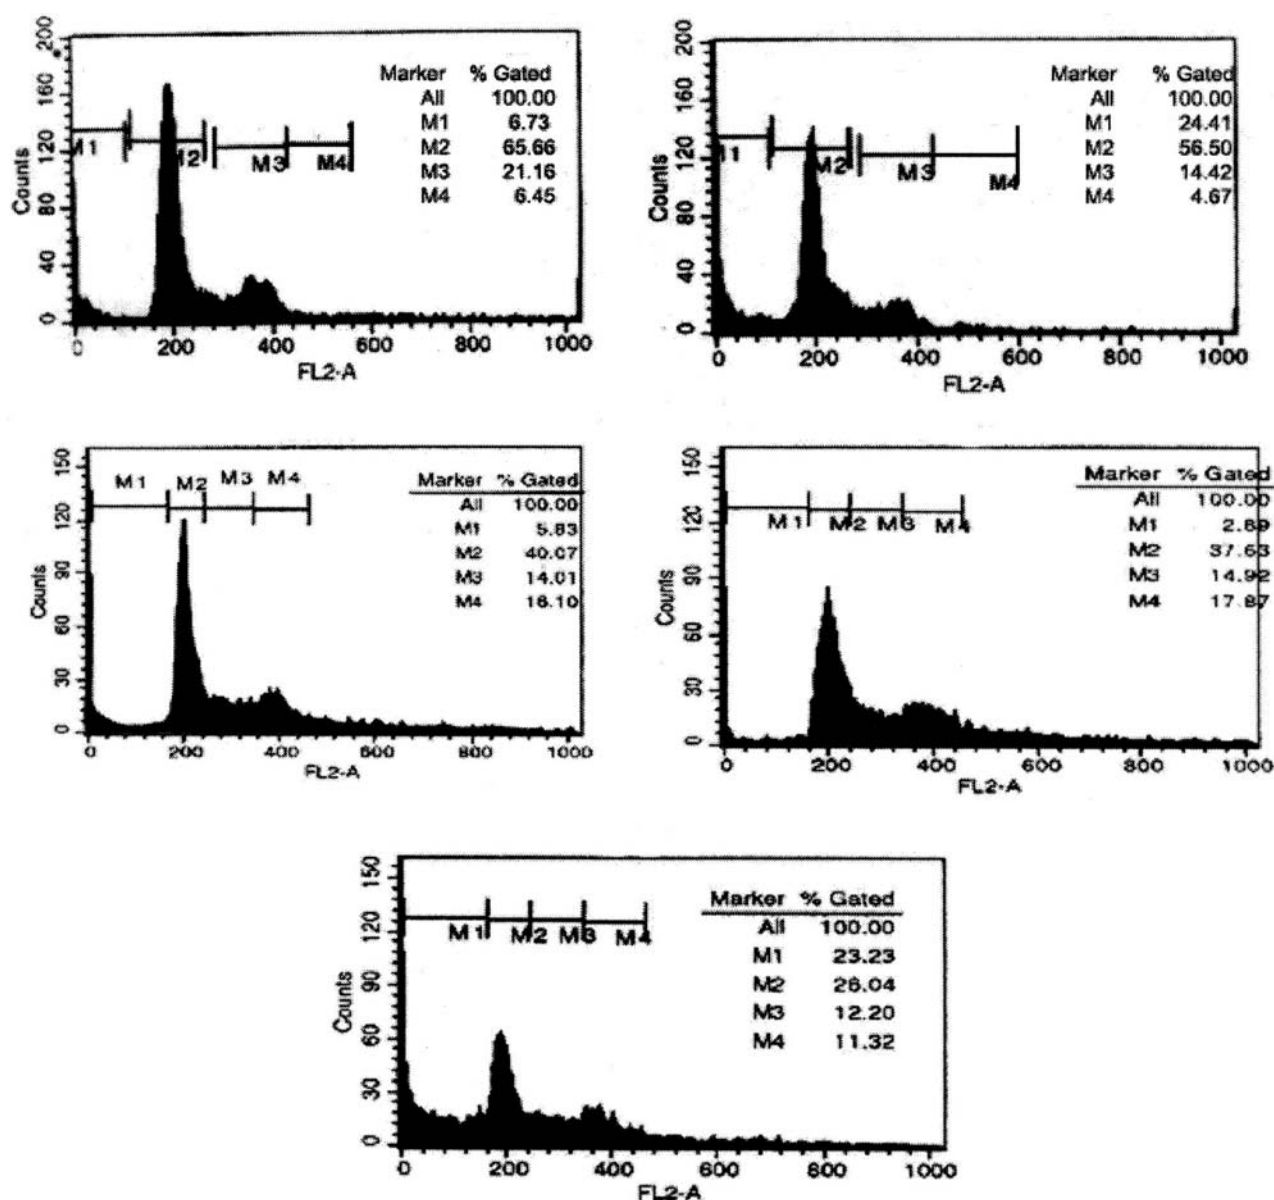 200
160
120
80
40
0
Counts
M1
M2
M3
M4
Marker % Gated
All 100.00
M1 6.73
M2 65.66
M3 21.16
M4 6.45
0 200 400 600 800 1000
FL2-A
200
160
120
80
40
0
Counts
M2
M3
M4
Marker % Gated
All 100.00
M1 24.41
M2 56.50
M3 14.42
M4 4.67
0 200 400 600 800 1000
FL2-A
150
120
90
60
30
0
Counts
M1 M2 M3 M4
Marker % Gated
All 100.00
M1 5.83
M2 40.07
M3 14.01
M4 16.10
0 200 400 600 800 1000
FL2-A
150
120
90
60
30
0
Counts
M1 M2 M3 M4
Marker % Gated
All 100.00
M1 2.89
M2 37.63
M3 14.92
M4 17.87
0 200 400 600 800 1000
FL2-A
150
120
90
60
30
0
Counts
M1 M2 M3 M4
Marker % Gated
All 100.00
M1 23.23
M2 26.04
M3 12.20
M4 11.32
0 200 400 600 800 1000
FL2-A